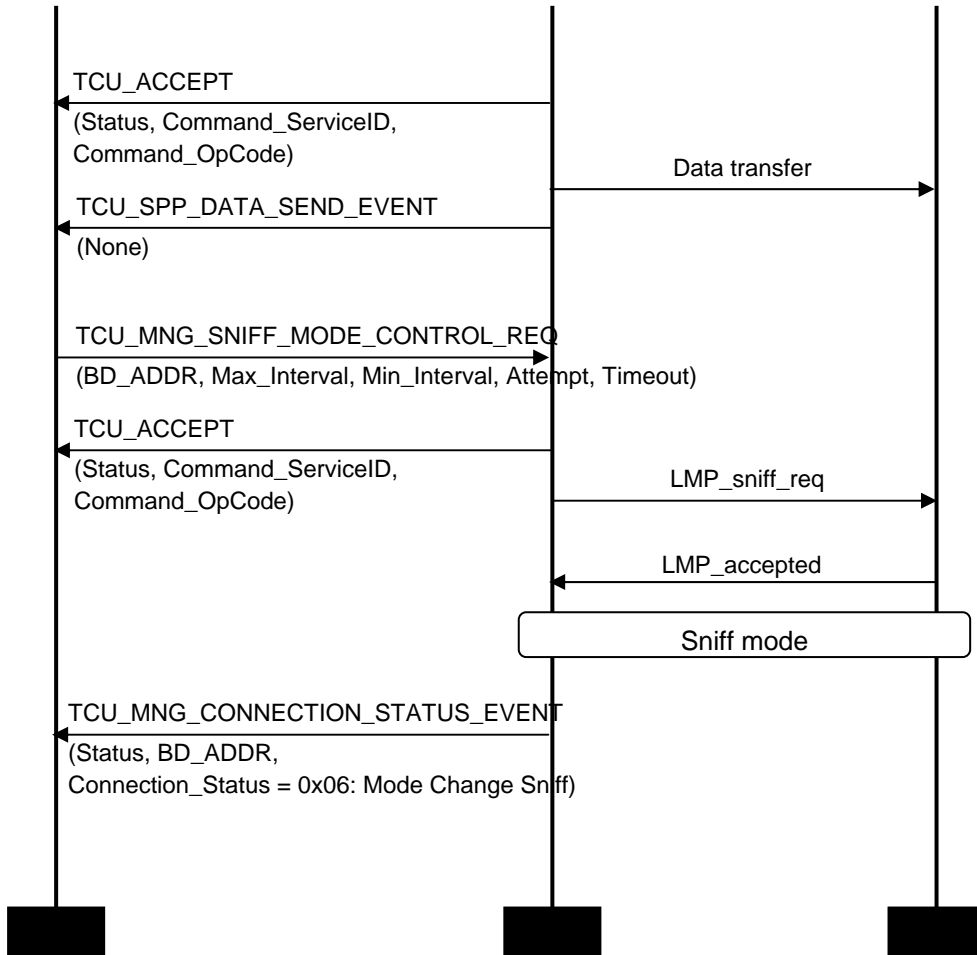 TCU_ACCEPT
(Status, Command_ServiceID,
Command_OpCode)
Data transfer
TCU_SPP_DATA_SEND_EVENT
(None)
TCU_MNG_SNIFF_MODE_CONTROL_REQ
(BD_ADDR, Max_Interval, Min_Interval, Attempt, Timeout)
TCU_ACCEPT
(Status, Command_ServiceID,
Command_OpCode)
LMP_sniff_req
LMP_accepted
Sniff mode
TCU_MNG_CONNECTION_STATUS_EVENT
(Status, BD_ADDR,
Connection_Status = 0x06: Mode Change Sniff)